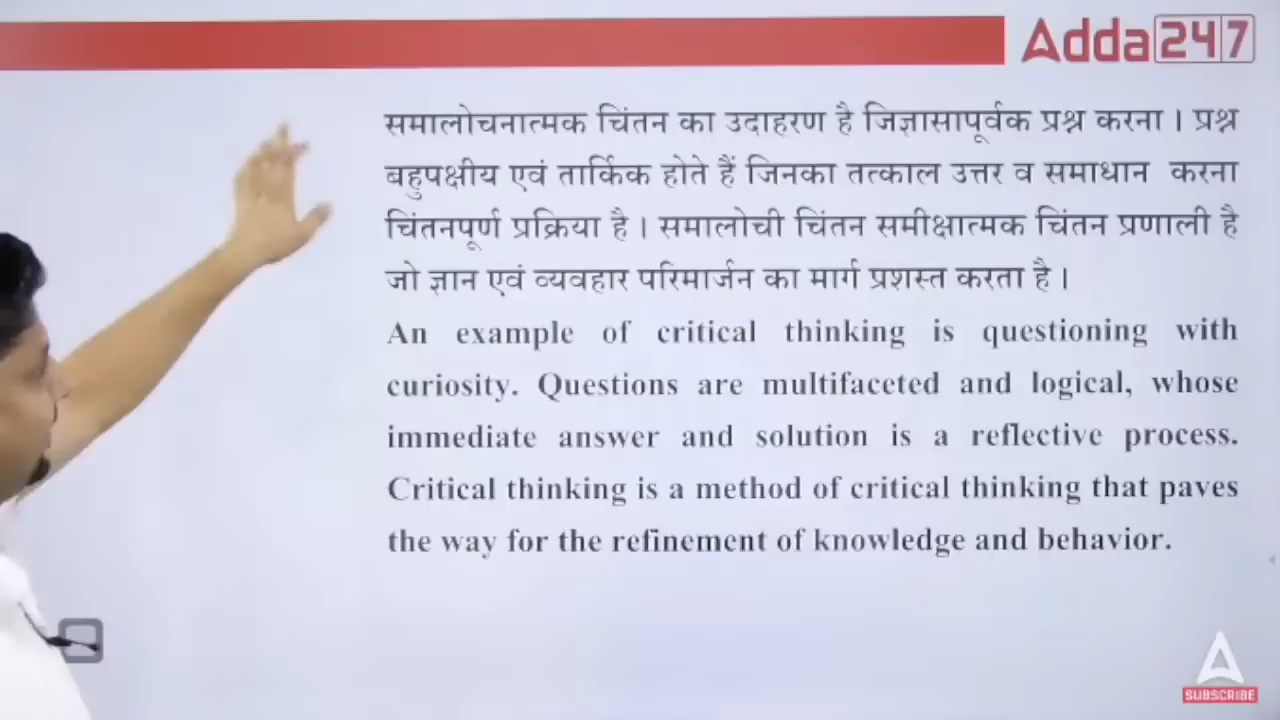 Adda247
समालोचनात्मक चिंतन का उदाहरण है जिज्ञासापूर्वक प्रश्न करना । प्रश्न
बहुपक्षीय एवं तार्किक होते हैं जिनका तत्काल उत्तर व समाधान करना
चिंतनपूर्ण प्रक्रिया है । समालोची चिंतन समीक्षात्मक चिंतन प्रणाली है
जो ज्ञान एवं व्यवहार परिमार्जन का मार्ग प्रशस्त करता है ।
An example of critical thinking is questioning with
curiosity. Questions are multifaceted and logical, whose
immediate answer and solution is a reflective process.
Critical thinking is a method of critical thinking that paves
the way for the refinement of knowledge and behavior.
SUBSCRIBE